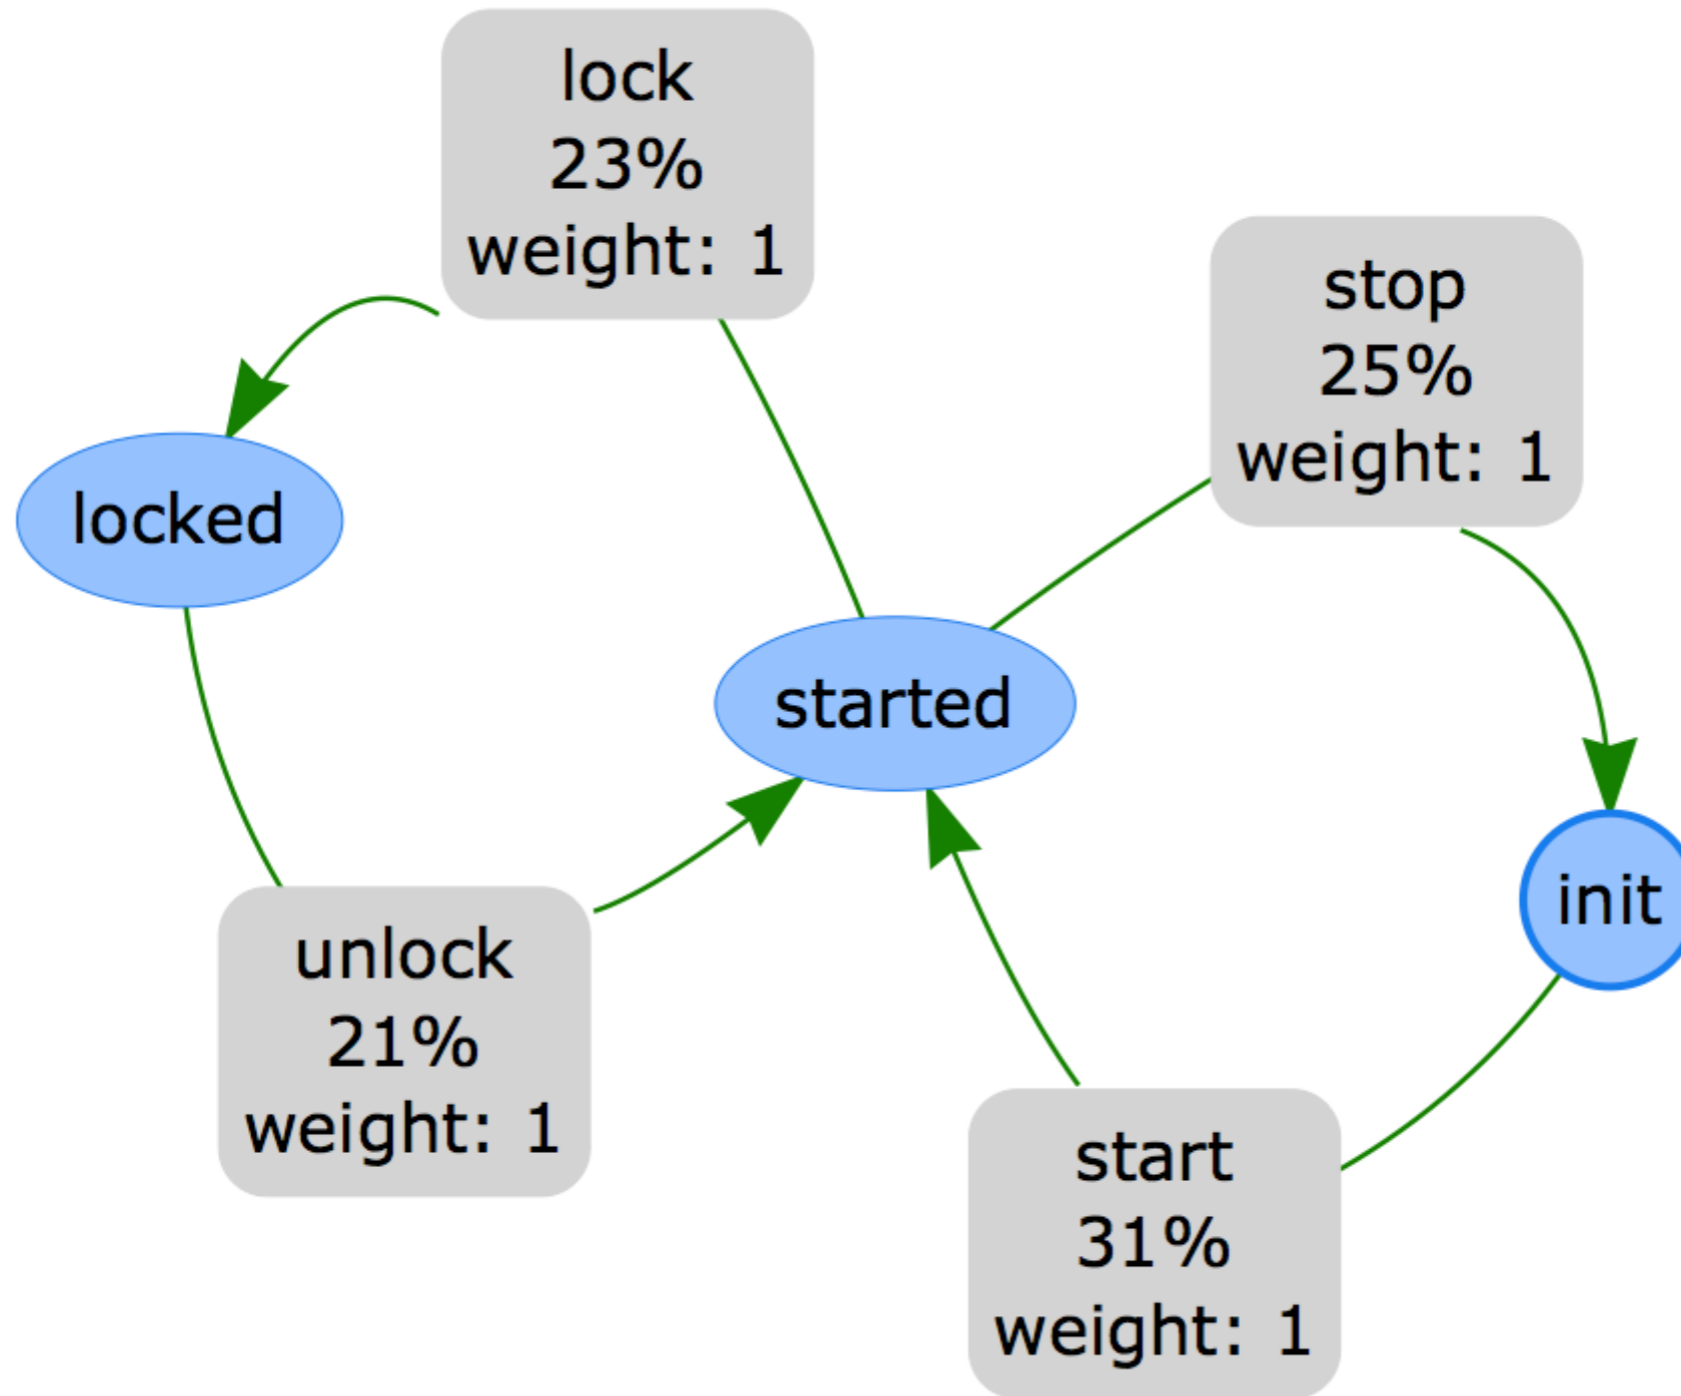 lock
23%
weight: 1
stop
25%
weight: 1
locked
started
init
unlock
21%
weight: 1
start
31%
weight: 1